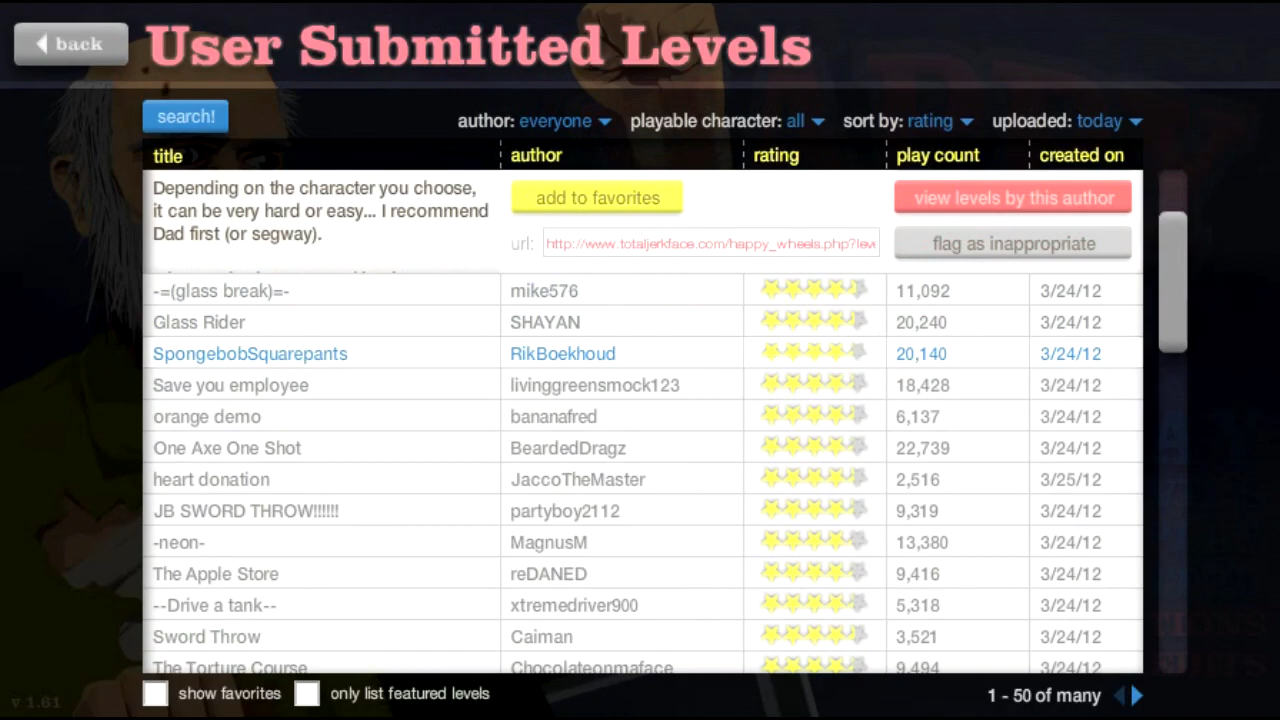 back
User Submitted Levels
search!
author: everyone playable character: all sort by: rating uploaded: today
title author rating play count created on
Depending on the character you choose,
it can be very hard or easy... I recommend
Dad first (or segway).
add to favorites
view levels by this author
url: http://www.totaljerkface.com/happy_wheels.php?leve
flag as inappropriate
-=(glass break)=- mike576 11,092 3/24/12
Glass Rider SHAYAN 20,240 3/24/12
SpongebobSquarepants RikBoekhoud 20,140 3/24/12
Save you employee livinggreensmock123 18,428 3/24/12
orange demo bananafred 6,137 3/24/12
One Axe One Shot BeardedDragz 22,739 3/24/12
heart donation JaccoTheMaster 2,516 3/25/12
JB SWORD THROW!!!!!! partyboy2112 9,319 3/24/12
-neon- MagnusM 13,380 3/24/12
The Apple Store reDANED 9,416 3/24/12
--Drive a tank-- xtremedriver900 5,318 3/24/12
Sword Throw Caiman 3,521 3/24/12
The Torture Course Chocolateonmaface 9,494 3/24/12
show favorites only list featured levels 1 - 50 of many
v 1.61